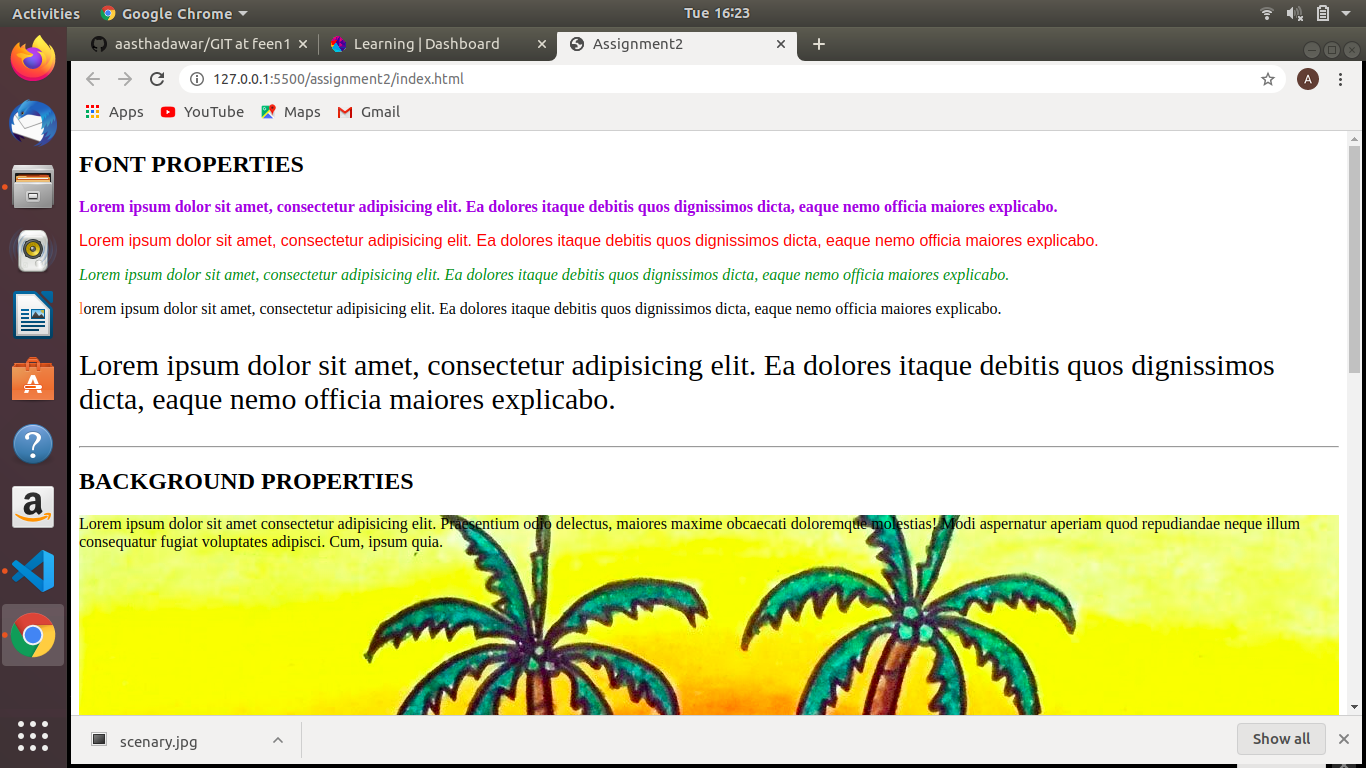 Activities Google Chrome Tue 16:23
aasthadawar/GIT at feen1 Learning | Dashboard Assignment2
127.0.0.1:5500/assignment2/index.html A
Apps YouTube Maps Gmail
FONT PROPERTIES
Lorem ipsum dolor sit amet, consectetur adipisicing elit. Ea dolores itaque debitis quos dignissimos dicta, eaque nemo officia maiores explicabo.
Lorem ipsum dolor sit amet, consectetur adipisicing elit. Ea dolores itaque debitis quos dignissimos dicta, eaque nemo officia maiores explicabo.
Lorem ipsum dolor sit amet, consectetur adipisicing elit. Ea dolores itaque debitis quos dignissimos dicta, eaque nemo officia maiores explicabo.
lorem ipsum dolor sit amet, consectetur adipisicing elit. Ea dolores itaque debitis quos dignissimos dicta, eaque nemo officia maiores explicabo.
Lorem ipsum dolor sit amet, consectetur adipisicing elit. Ea dolores itaque debitis quos dignissimos
dicta, eaque nemo officia maiores explicabo.
BACKGROUND PROPERTIES
Lorem ipsum dolor sit amet consectetur adipisicing elit. Praesentium odio delectus, maiores maxime obcaecati doloremque molestias! Modi aspernatur aperiam quod repudiandae neque illum
consequatur fugiat voluptates adipisci. Cum, ipsum quia.
scenary.jpg Show all